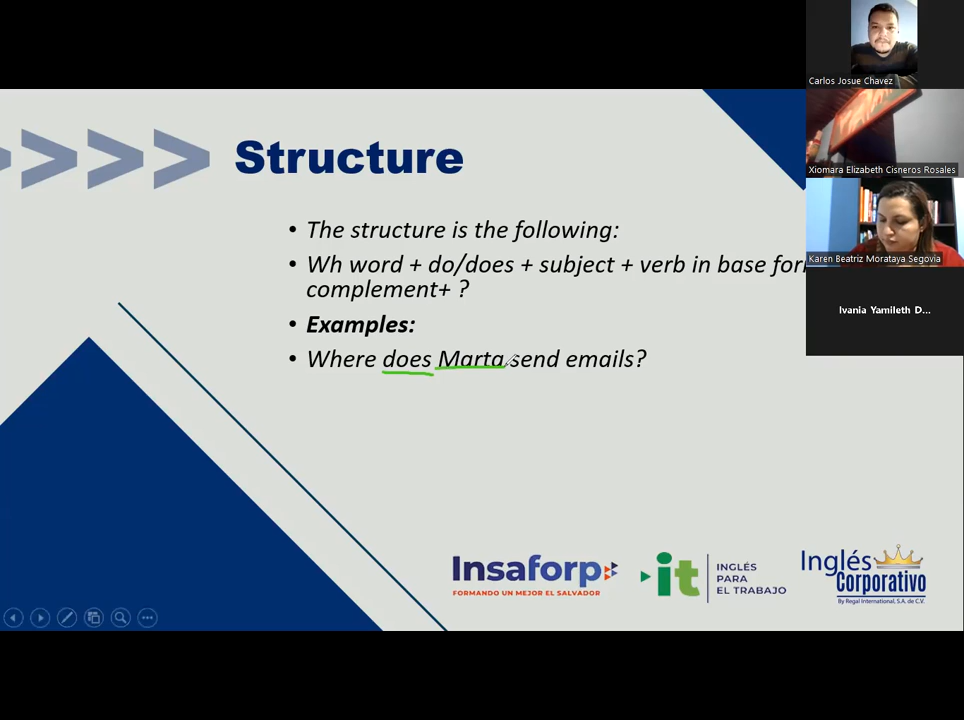 Carlos Josue Chavez
Xiomara Elizabeth Cisneros Rosales
Karen Beatriz Morataya Segovia
Ivania Yamileth D...
Structure
• The structure is the following:
• Wh word + do/does + subject + verb in base
complement+ ?
• Examples:
• Where does Marta send emails?
Insaforp
FORMANDO UN MEJOR EL SALVADOR
it
INGLÉS
PARA
EL TRABAJO
Inglés
Corporativo
By Regal International, S.A. de C.V.